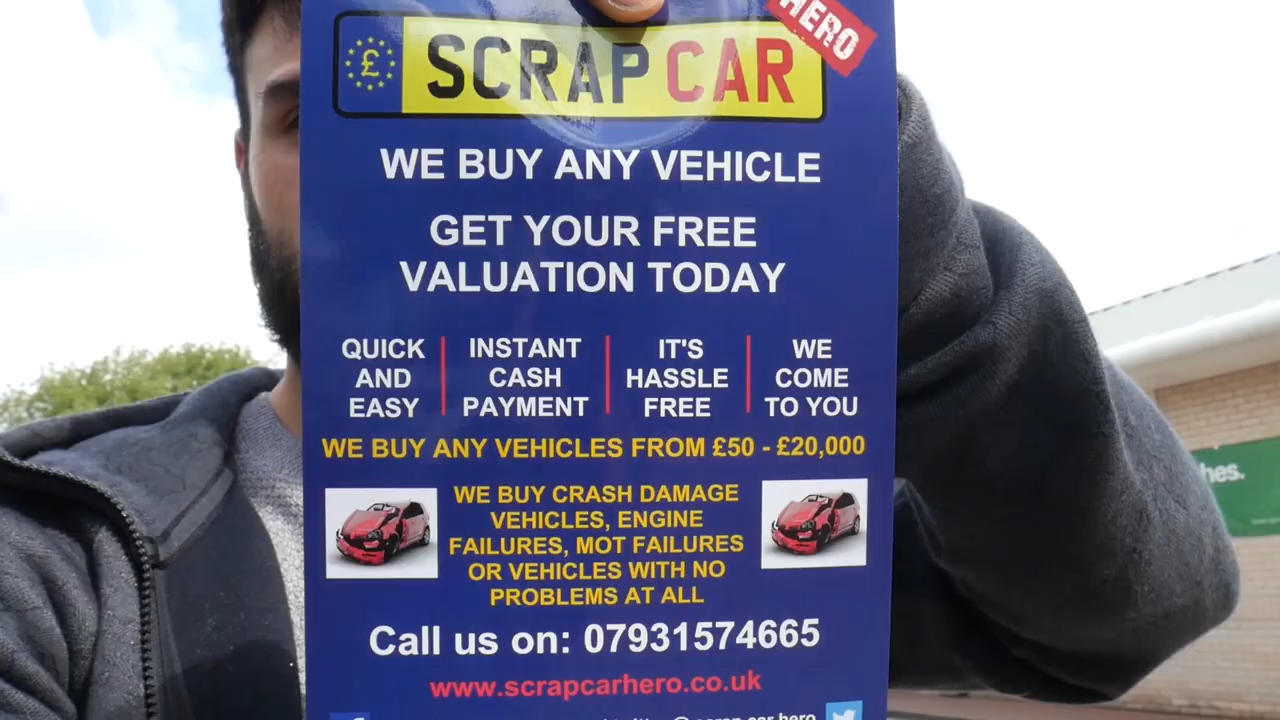 HERO
£ SCRAP CAR
WE BUY ANY VEHICLE
GET YOUR FREE
VALUATION TODAY
QUICK
AND
EASY
INSTANT
CASH
PAYMENT
IT'S
HASSLE
FREE
WE
COME
TO YOU
WE BUY ANY VEHICLES FROM £50 - £20,000
WE BUY CRASH DAMAGE
VEHICLES, ENGINE
FAILURES, MOT FAILURES
OR VEHICLES WITH NO
PROBLEMS AT ALL
Call us on: 07931574665
www.scrapcarhero.co.uk
hes.